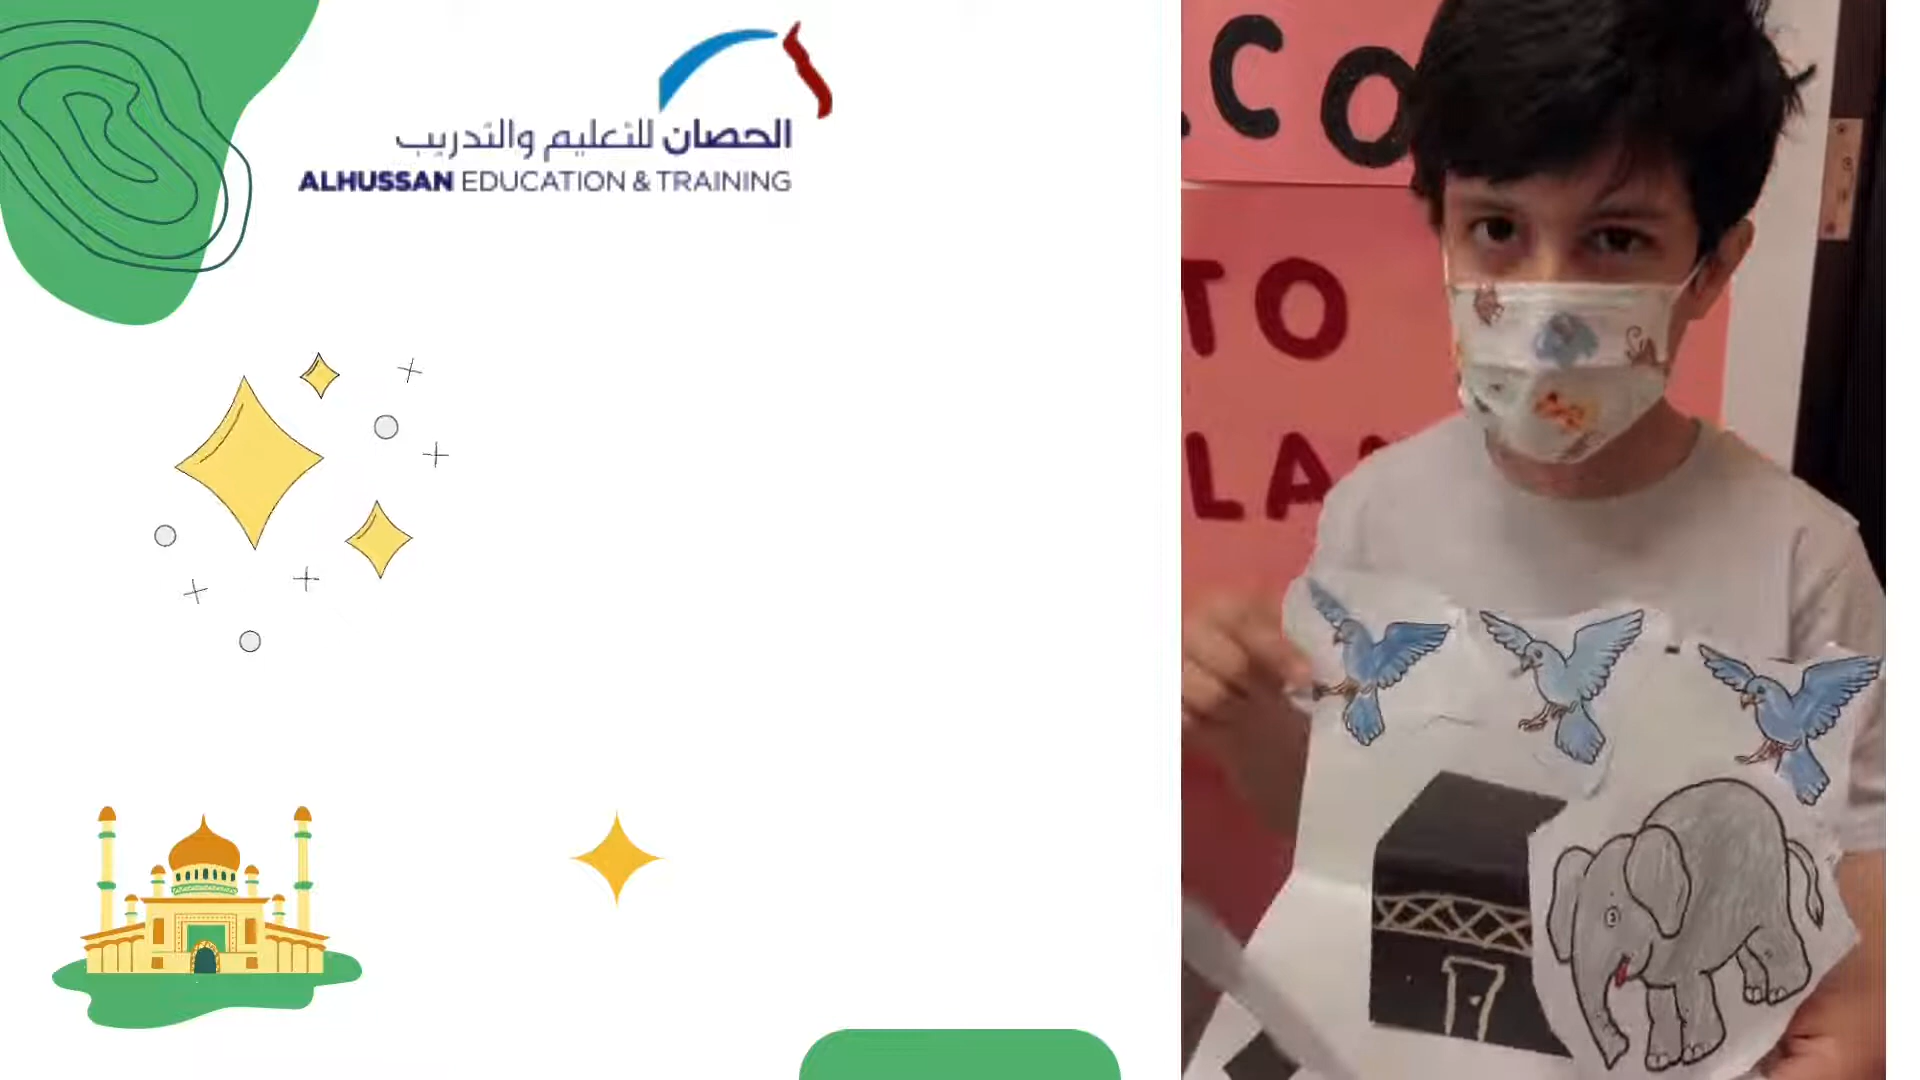 الحصان للتعليم والتدريب
ALHUSSAN EDUCATION & TRAINING
CO
TO
LA